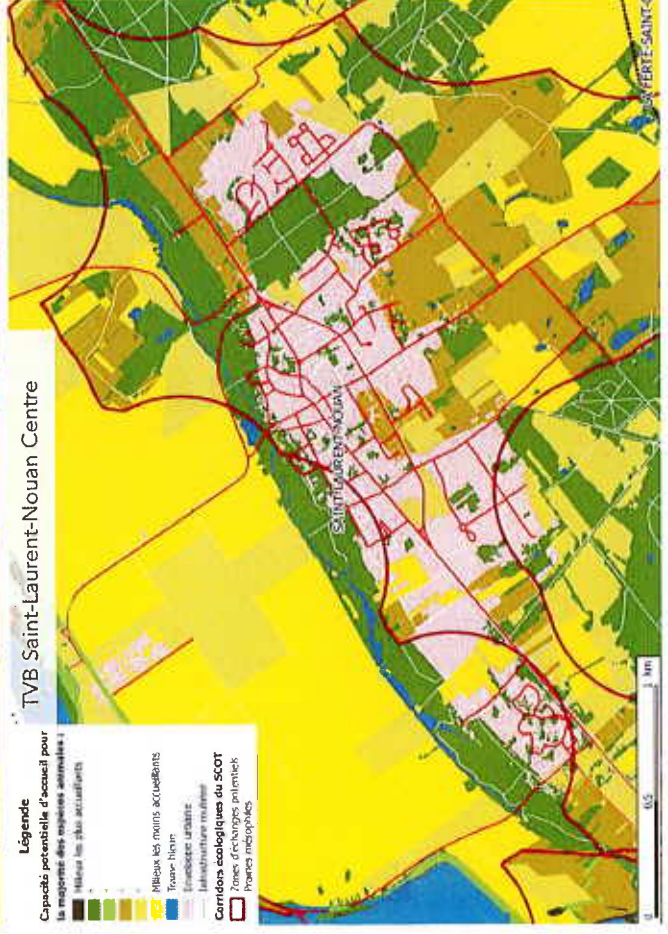 TVB Saint-Laurent-Nouan Centre
Légende
Capacité potentielle d'accueil pour
la majorité des espèces animales :
Milieux les plus accueillants
Milieux les moins accueillants
Trame bleue
Enveloppe urbaine
Infrastructure routière
Corridors écologiques du SCOT
Zones d'échanges potentiels
Prairies mésophiles
SAINT-LAURENT-NOUAN
LA FERTE-SAINT-
0
0,5
1 km